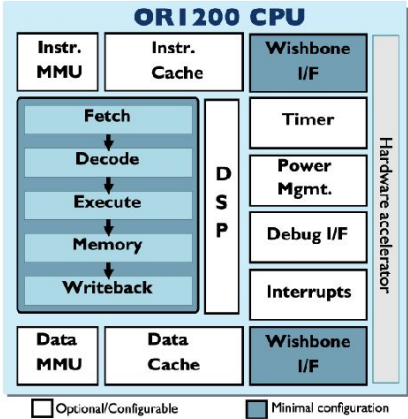 OR1200 CPU
Instr.
MMU
Instr.
Cache
Wishbone
I/F
Fetch
Decode
Execute
Memory
Writeback
D
S
P
Timer
Power
Mgmt.
Debug I/F
Interrupts
Hardware accelerator
Data
MMU
Data
Cache
Wishbone
I/F
Optional/Configurable
Minimal configuration